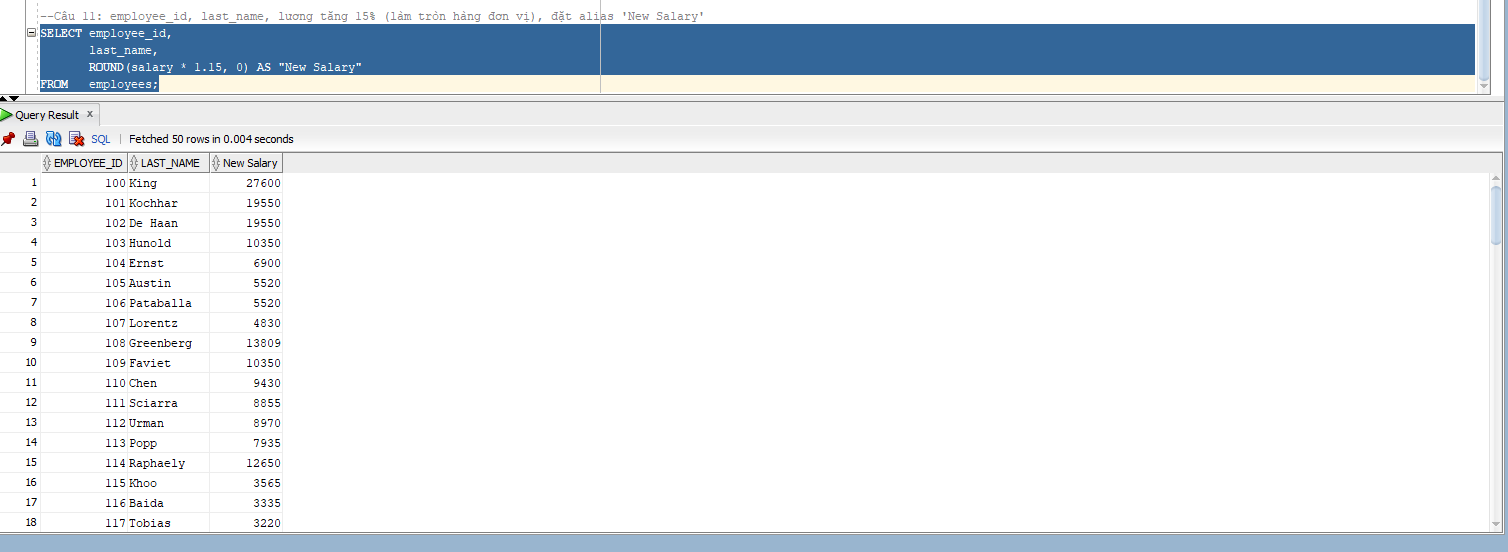 --Câu 11: employee_id, last_name, lương tăng 15% (làm tròn hàng đơn vị), đặt alias 'New Salary'
SELECT employee_id,
last_name,
ROUND(salary * 1.15, 0) AS "New Salary"
FROM employees;
Query Result x
SQL | Fetched 50 rows in 0.004 seconds
EMPLOYEE_ID LAST_NAME New Salary
1 100 King 27600
2 101 Kochhar 19550
3 102 De Haan 19550
4 103 Hunold 10350
5 104 Ernst 6900
6 105 Austin 5520
7 106 Pataballa 5520
8 107 Lorentz 4830
9 108 Greenberg 13809
10 109 Faviet 10350
11 110 Chen 9430
12 111 Sciarra 8855
13 112 Urman 8970
14 113 Popp 7935
15 114 Raphaely 12650
16 115 Khoo 3565
17 116 Baida 3335
18 117 Tobias 3220